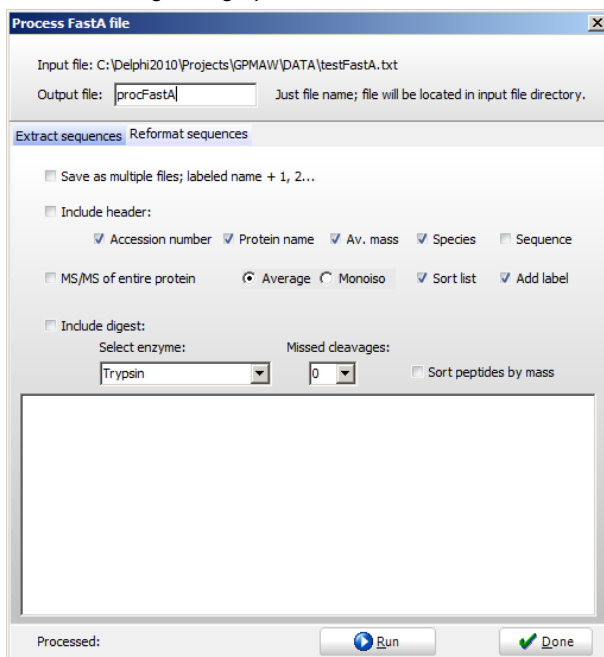 Process FastA file
Input file: C:\Delphi2010\Projects\GPMAW\DATA\testFastA.txt
Output file: procFastA Just file name; file will be located in input file directory.
Extract sequences Reformat sequences
Save as multiple files; labeled name + 1, 2...
Include header:
Accession number Protein name Av. mass Species Sequence
MS/MS of entire protein Average Monoiso Sort list Add label
Include digest:
Select enzyme: Missed cleavages:
Trypsin 0 Sort peptides by mass
Processed: Run Done